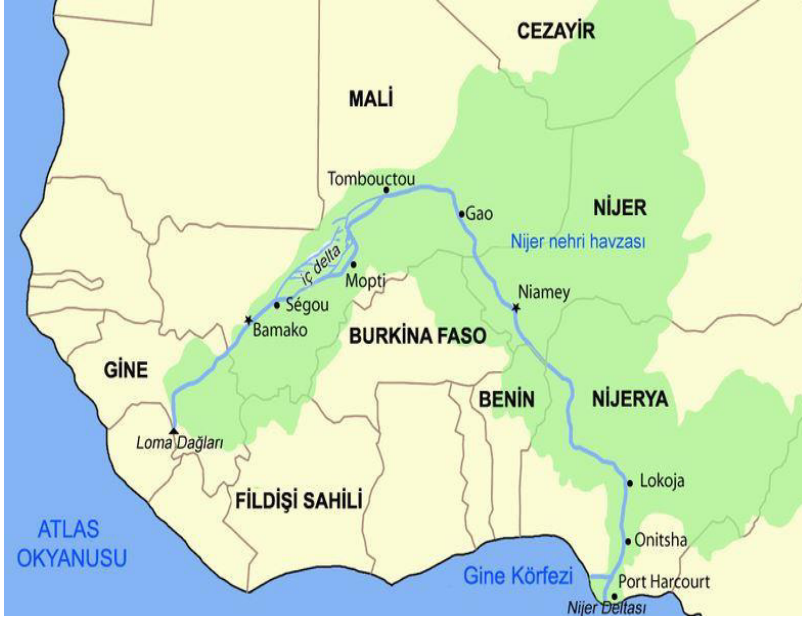 CEZAYİR
MALİ
Tombouctou
Gao
NİJER
Nijer nehri havzası
iç delta
Mopti
Niamey
Ségou
Bamako
BURKİNA FASO
GİNE
BENİN
NİJERYA
Loma Dağları
FİLDİŞİ SAHİLİ
Lokoja
ATLAS
OKYANUSU
Onitsha
Gine Körfezi
Port Harcourt
Nijer Deltası